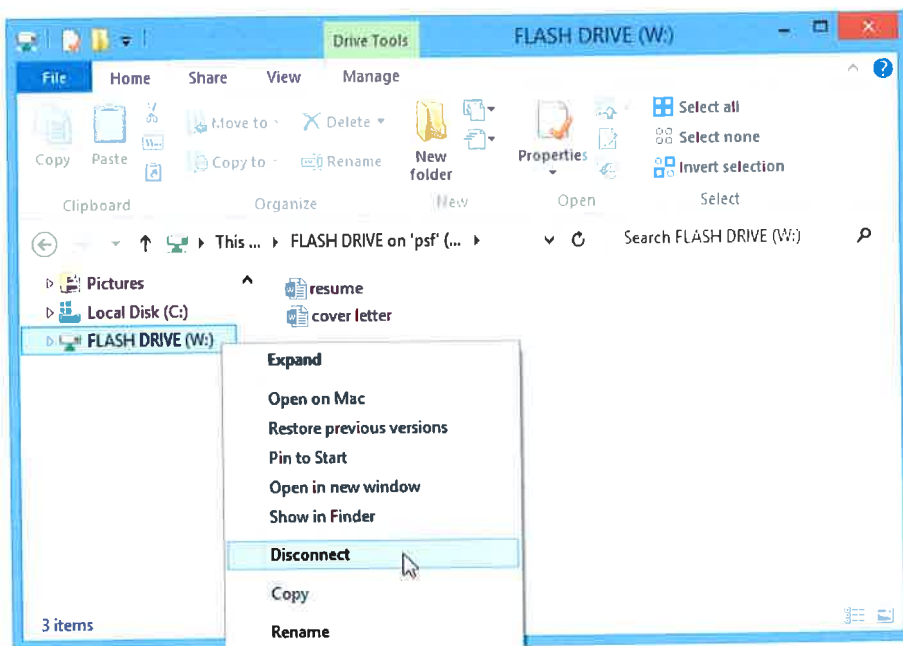 Drive Tools
FLASH DRIVE (W:)
File
Home
Share
View
Manage
Copy
Paste
Move to
Copy to
Delete
Rename
New folder
Properties
Select all
Select none
Invert selection
Clipboard
Organize
New
Open
Select
This ... FLASH DRIVE on 'psf' (...
Search FLASH DRIVE (W:)
Pictures
Local Disk (C:)
FLASH DRIVE (W:)
resume
cover letter
Expand
Open on Mac
Restore previous versions
Pin to Start
Open in new window
Show in Finder
Disconnect
Copy
Rename
3 items